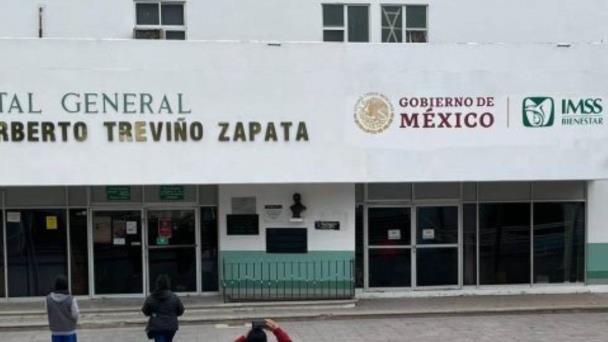 TAL GENERAL
RBERTO TREVIÑO ZAPATA
GOBIERNO DE
MÉXICO
IMSS
BIENESTAR